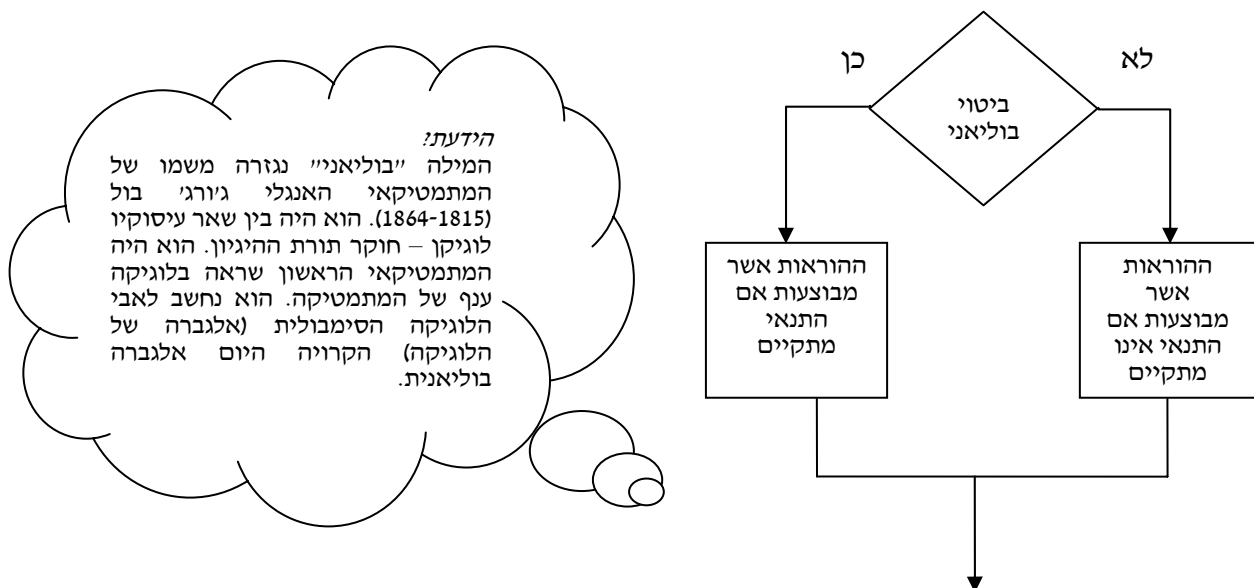 לא
כן
ביטוי
בוליאני
ההוראות
אשר
מבוצעות אם
התנאי אינו
מתקיים
ההוראות אשר
מבוצעות אם
התנאי
מתקיים
הידעת?
המילה "בוליאני" נגזרה משמו של
המתמטיקאי האנגלי ג'ורג' בול
(1864-1815). הוא היה בין שאר עיסוקיו
לוגיקן – חוקר תורת ההיגיון. הוא היה
המתמטיקאי הראשון שראה בלוגיקה
ענף של המתמטיקה. הוא נחשב לאבי
הלוגיקה הסימבולית (אלגברה של
הלוגיקה) הקרויה היום אלגברה
בוליאנית.